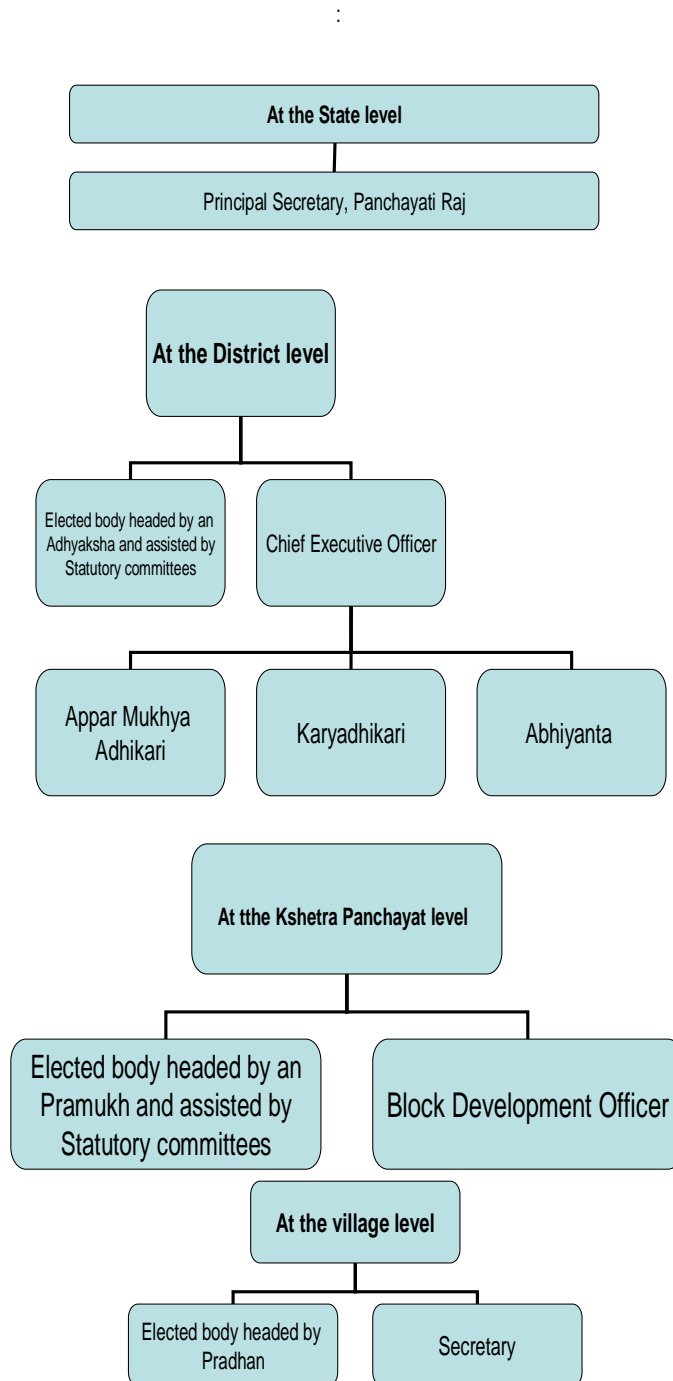 :
At the State level
Principal Secretary, Panchayati Raj
At the District level
Elected body headed by an
Adhyaksha and assisted by
Statutory committees
Chief Executive Officer
Appar Mukhya
Adhikari
Karyadhikari
Abhiyanta
At tthe Kshetra Panchayat level
Elected body headed by an
Pramukh and assisted by
Statutory committees
Block Development Officer
At the village level
Elected body headed by
Pradhan
Secretary